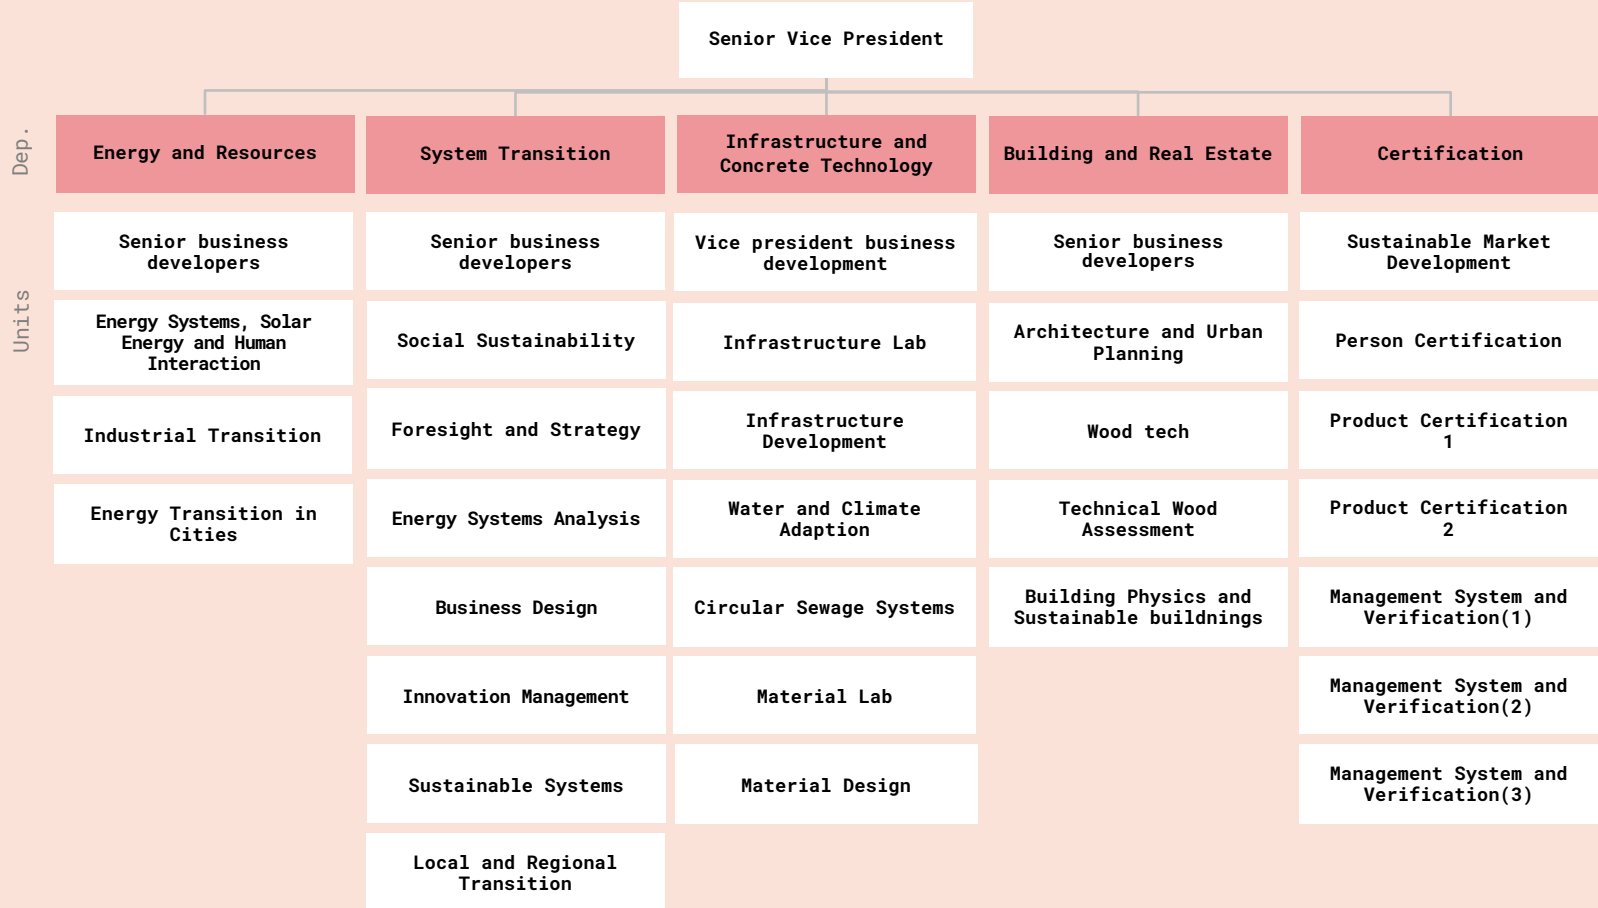 Senior Vice President
Dep.
Energy and Resources
System Transition
Infrastructure and
Concrete Technology
Building and Real Estate
Certification
Units
Senior business
developers
Energy Systems, Solar
Energy and Human
Interaction
Industrial Transition
Energy Transition in
Cities
Senior business
developers
Social Sustainability
Foresight and Strategy
Energy Systems Analysis
Business Design
Innovation Management
Sustainable Systems
Local and Regional
Transition
Vice president business
development
Infrastructure Lab
Infrastructure
Development
Water and Climate
Adaption
Circular Sewage Systems
Material Lab
Material Design
Senior business
developers
Architecture and Urban
Planning
Wood tech
Technical Wood
Assessment
Building Physics and
Sustainable buildnings
Sustainable Market
Development
Person Certification
Product Certification
1
Product Certification
2
Management System and
Verification(1)
Management System and
Verification(2)
Management System and
Verification(3)